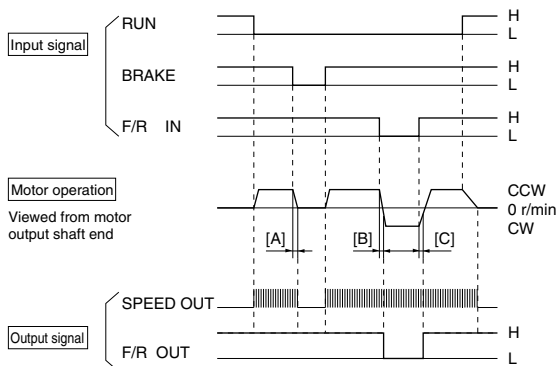 RUN
H
L
Input signal
BRAKE
H
L
F/R IN
H
L
Motor operation
CCW
Viewed from motor
0 r/min
output shaft end
CW
[A] [B] [C]
SPEED OUT
Output signal
H
F/R OUT
L